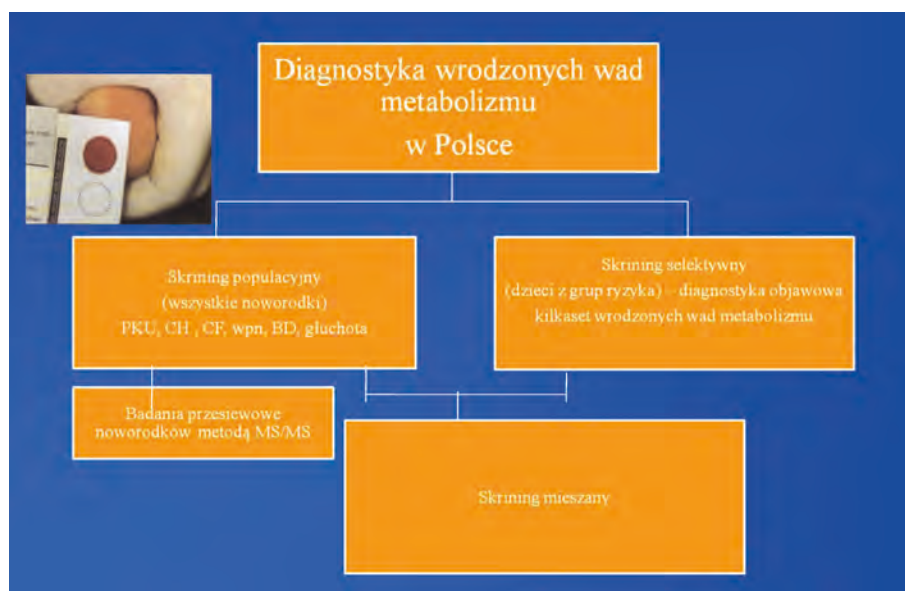 Diagnostyka wrodzonych wad
metabolizmu
w Polsce
Skrining populacyjny
(wszystkie noworodki)
PKU, CH , CF, wpn, BD, głuchota
Skrining selektywny
(dzieci z grup ryzyka) – diagnostyka objawowa
kilkaset wrodzonych wad metabolizmu
Badania przesiewowe
noworodków metodą MS/MS
Skrining mieszany